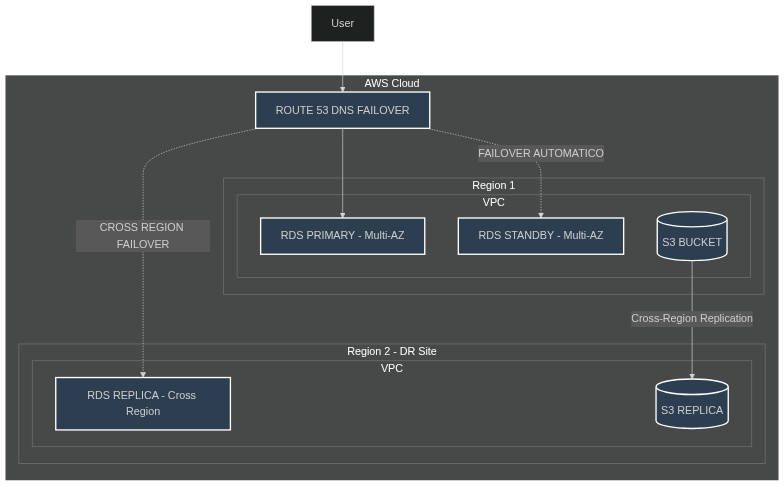 User
AWS Cloud
ROUTE 53 DNS FAILOVER
FAILOVER AUTOMATICO
Region 1
VPC
CROSS REGION
FAILOVER
RDS PRIMARY - Multi-AZ
RDS STANDBY - Multi-AZ
S3 BUCKET
Cross-Region Replication
Region 2 - DR Site
VPC
RDS REPLICA - Cross
Region
S3 REPLICA